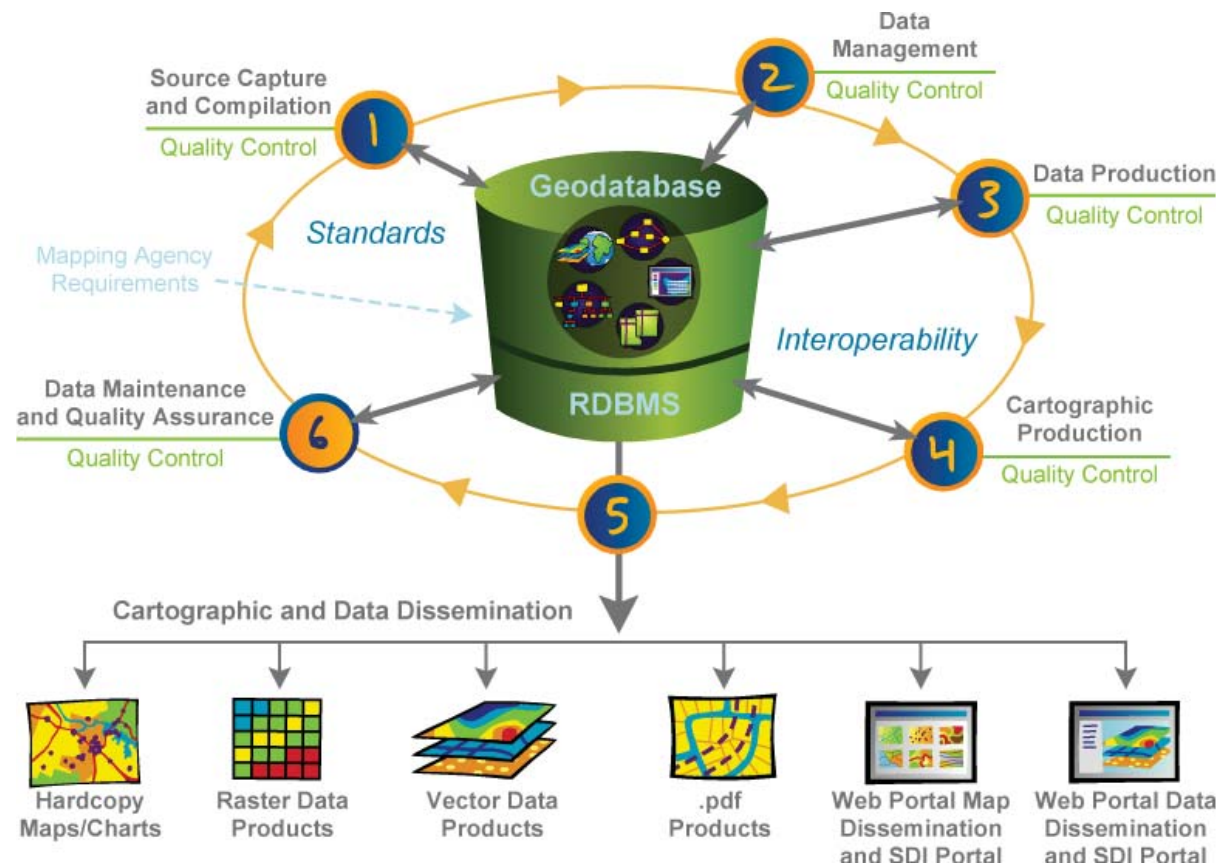 Data
Management
Quality Control
2
Source Capture
and Compilation
Quality Control
1
Geodatabase
Data Production
Quality Control
3
Standards
Mapping Agency
Requirements
Interoperability
RDBMS
Data Maintenance
and Quality Assurance
Quality Control
6
Cartographic
Production
Quality Control
4
5
Cartographic and Data Dissemination
Hardcopy
Maps/Charts
Raster Data
Products
Vector Data
Products
.pdf
Products
Web Portal Map
Dissemination
and SDI Portal
Web Portal Data
Dissemination
and SDI Portal